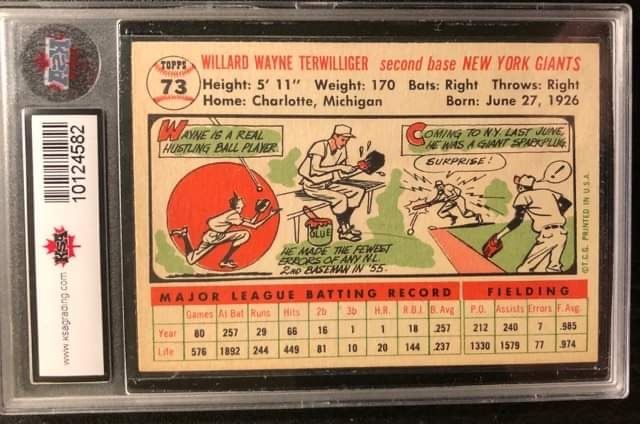 KSA
10124582
KSA
www.ksagrading.com
TOPPS
73
WILLARD WAYNE TERWILLIGER second base NEW YORK GIANTS
Height: 5' 11" Weight: 170 Bats: Right Throws: Right
Home: Charlotte, Michigan Born: June 27, 1926
WAYNE IS A REAL
HUSTLING BALL PLAYER.
GLUE
HE MADE THE FEWEST
ERRORS OF ANY N.L.
2ND BASEMAN IN '55.
COMING TO N.Y. LAST JUNE,
HE WAS A GIANT SPARKPLUG.
SURPRISE!
!
©T.C.G. PRINTED IN U.S.A.
MAJOR LEAGUE BATTING RECORD FIELDING
Games At Bat Runs Hits 2b 3b H.R. R.B.I. B. Avg P.O. Assists Errors F. Avg.
Year 80 257 29 66 16 1 1 18 .257 212 240 7 .985
Life 576 1892 244 449 81 10 20 144 .237 1330 1579 77 .974